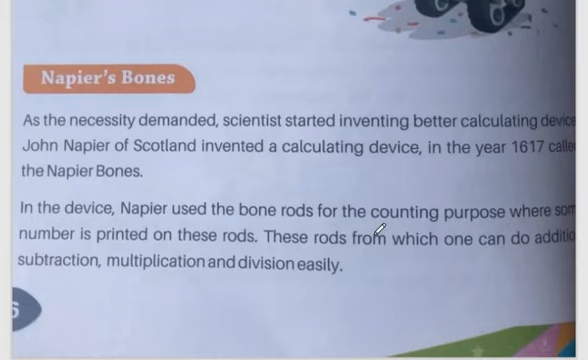 Napier's Bones
As the necessity demanded, scientist started inventing better calculating device
John Napier of Scotland invented a calculating device, in the year 1617
the Napier Bones.
In the device, Napier used the bone rods for the counting purpose where
number is printed on these rods. These rods from which one can do
subtraction, multiplication and division easily.